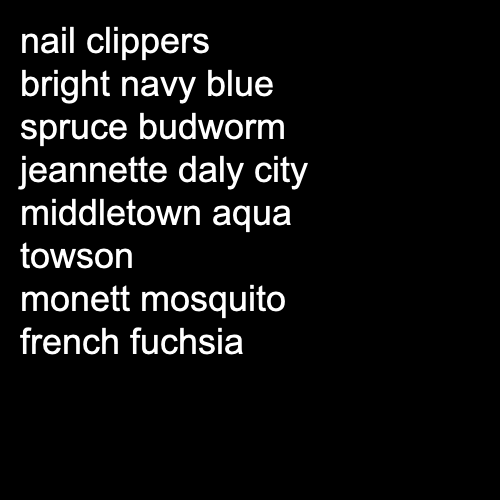 nail clippers
bright navy blue
spruce budworm
jeannette daly city
middletown aqua
towson
monett mosquito
french fuchsia